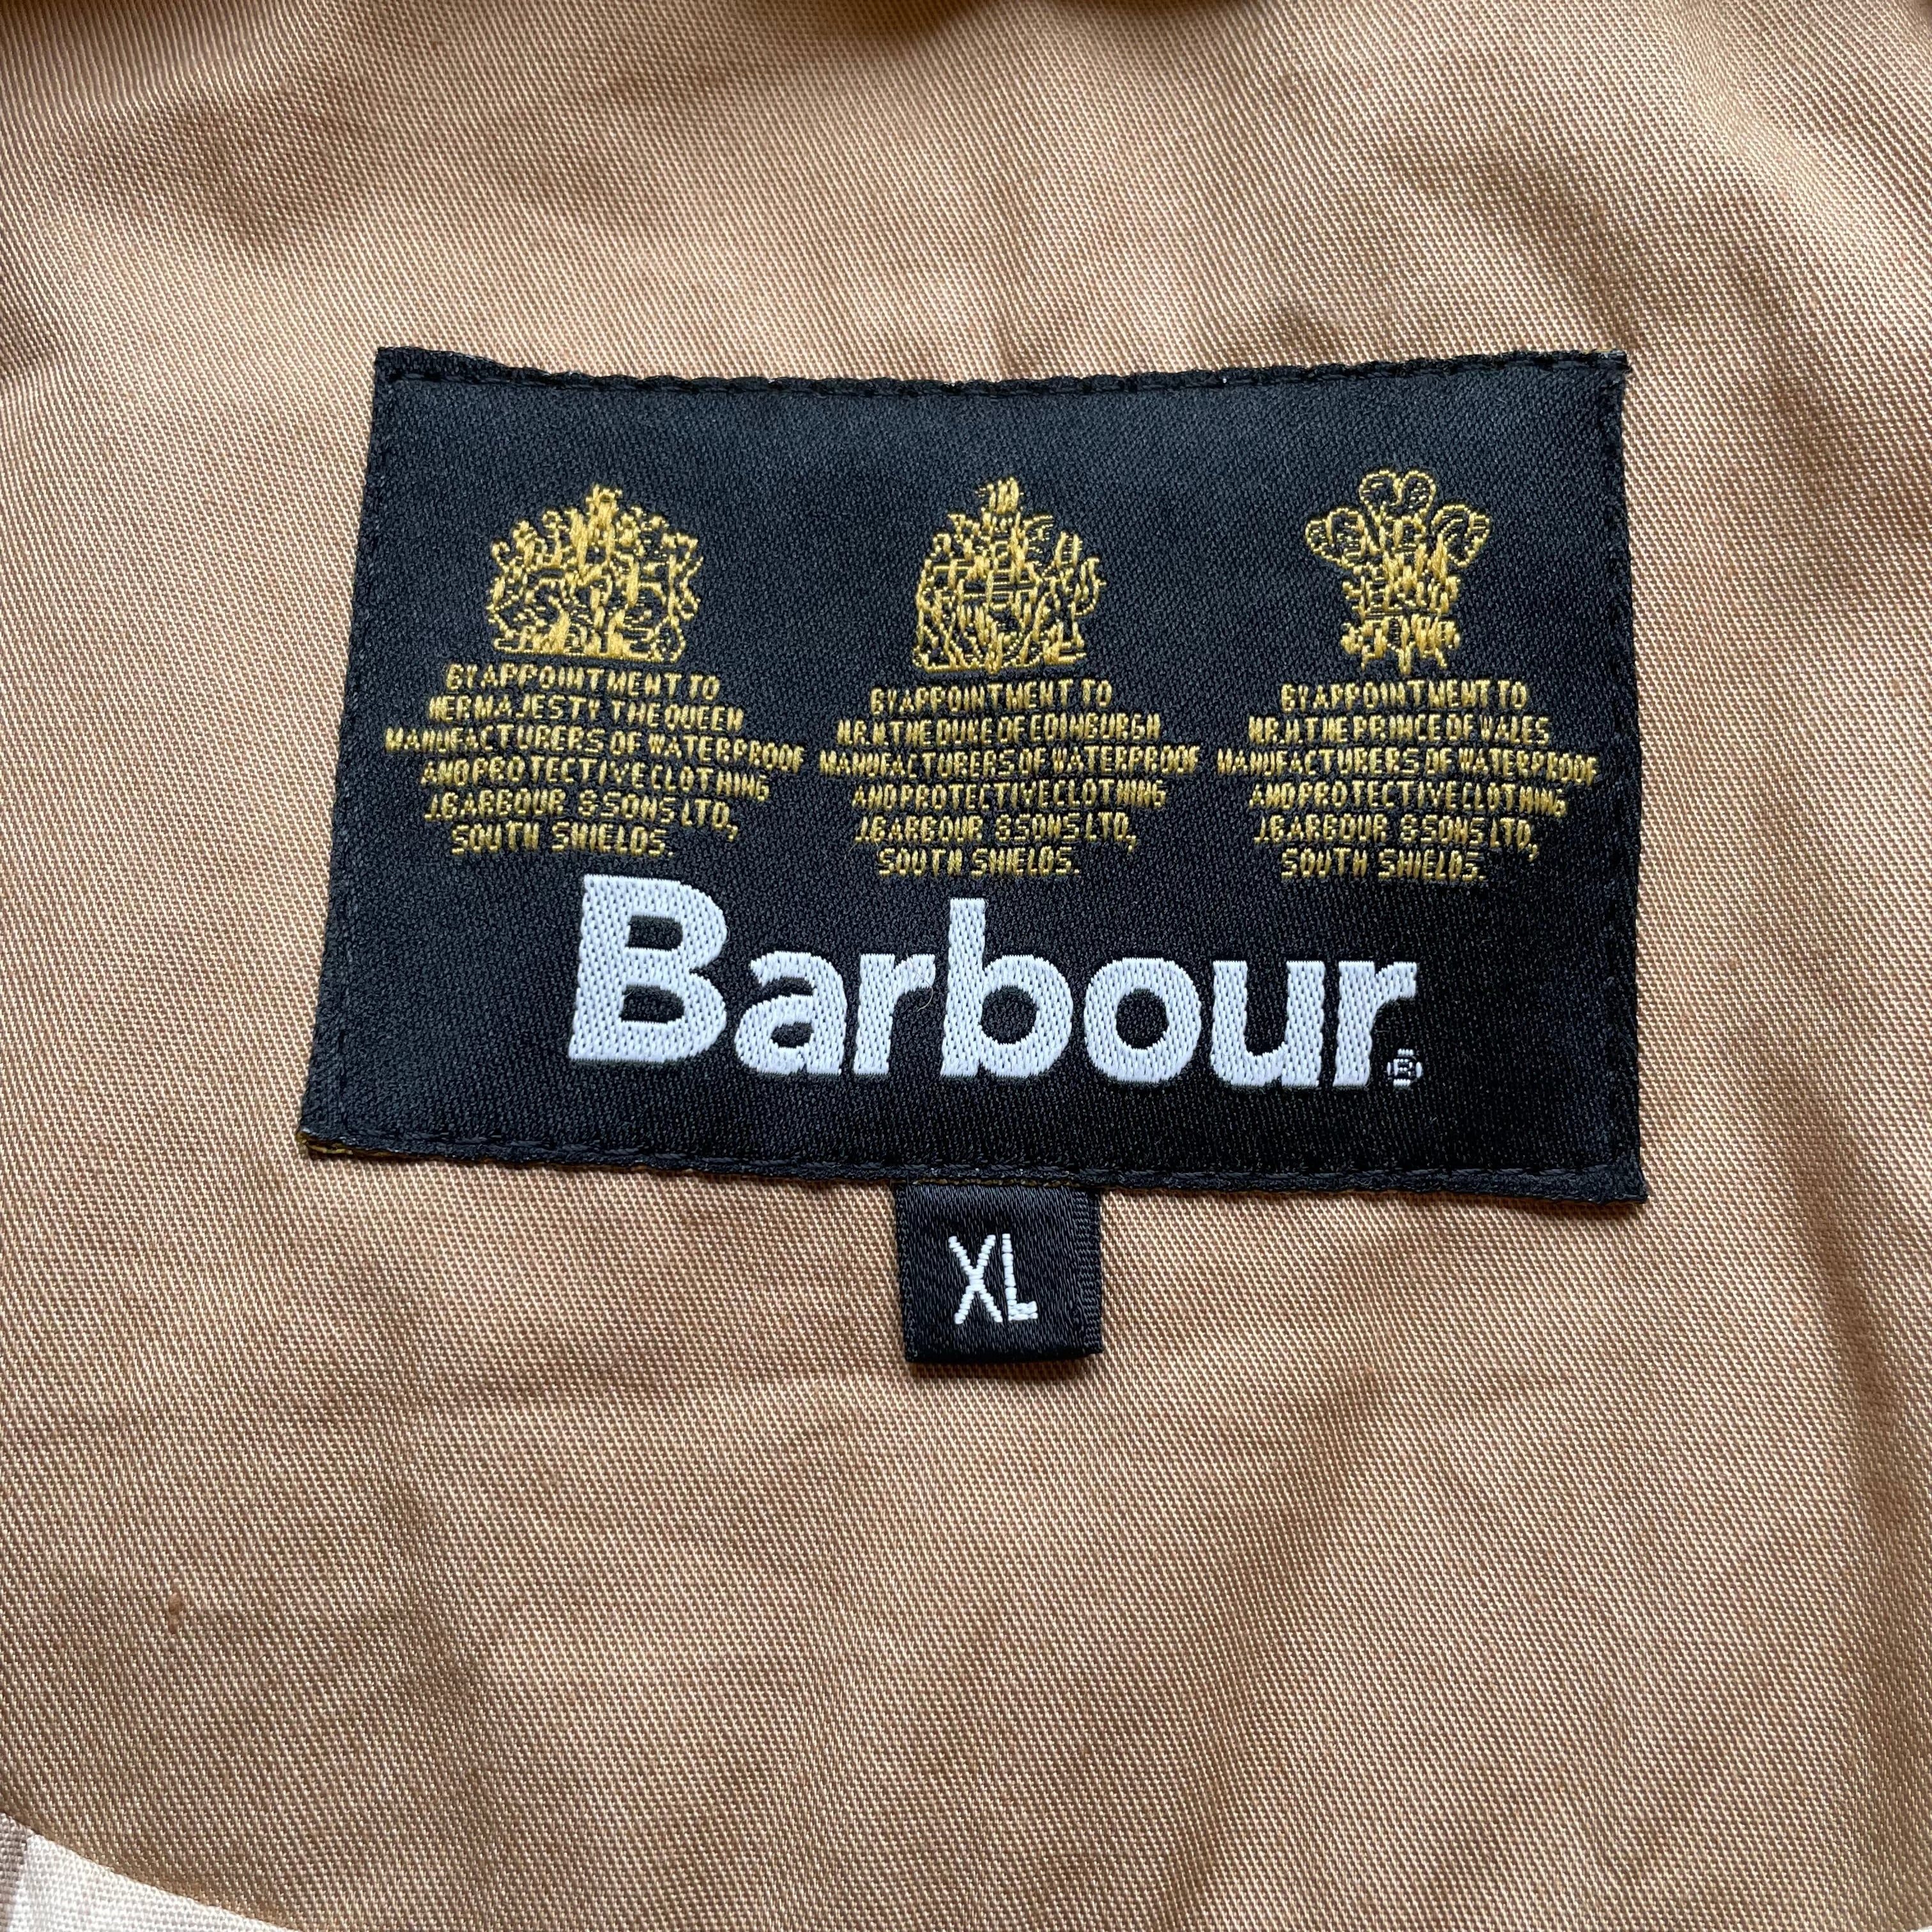 BY APPOINTMENT TO
HER MAJESTY THE QUEEN
MANUFACTURERS OF WATERPROOF
AND PROTECTIVE CLOTHING
J.BARBOUR & SONS LTD,
SOUTH SHIELDS.
BY APPOINTMENT TO
H.R.H THE DUKE OF EDINBURGH
MANUFACTURERS OF WATERPROOF
AND PROTECTIVE CLOTHING
J.BARBOUR & SONS LTD,
SOUTH SHIELDS.
BY APPOINTMENT TO
H.R.H THE PRINCE OF WALES
MANUFACTURERS OF WATERPROOF
AND PROTECTIVE CLOTHING
J.BARBOUR & SONS LTD,
SOUTH SHIELDS.
Barbour®
XL